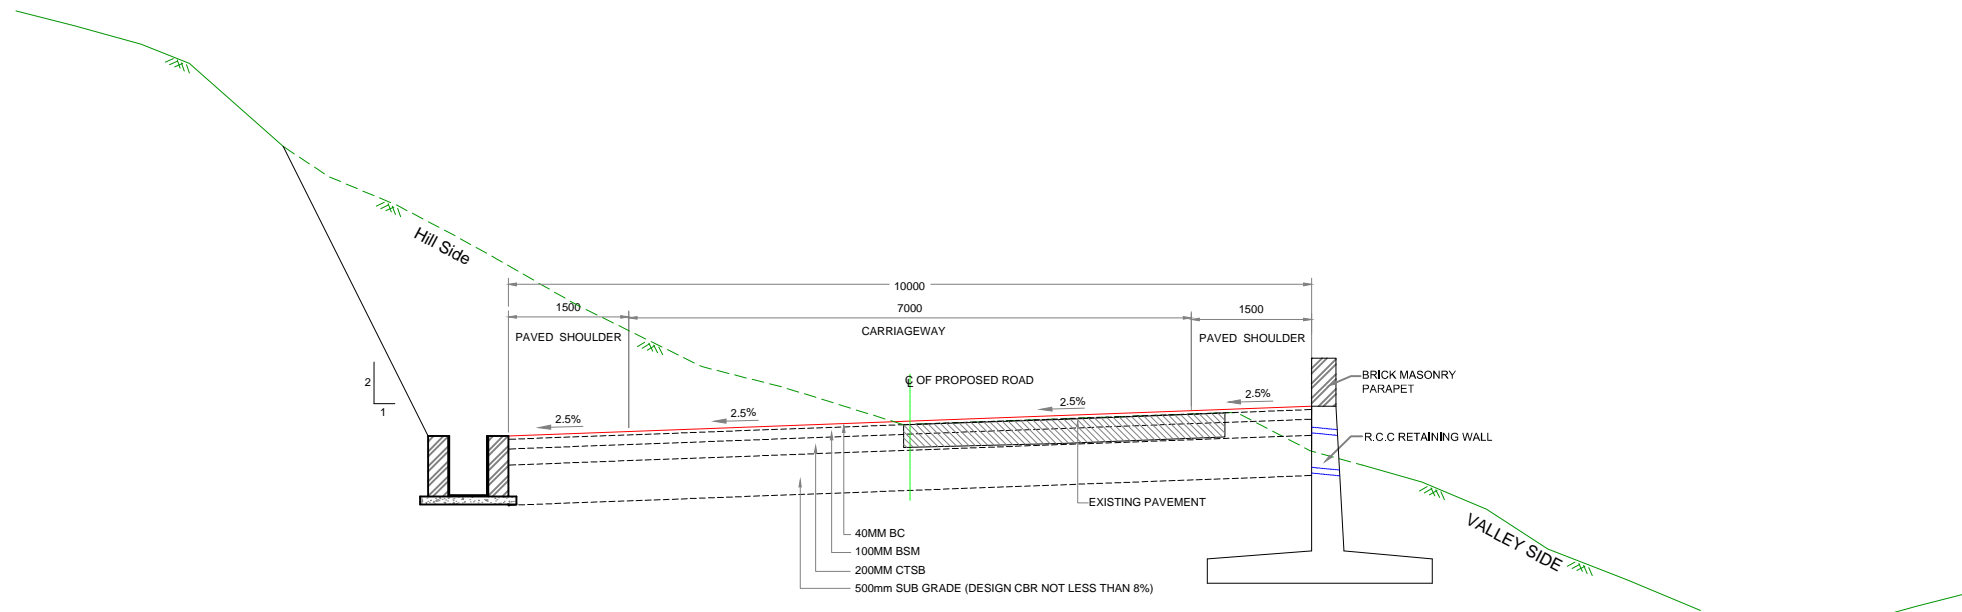 Hill Side
10000
1500
7000
1500
PAVED SHOULDER
CARRIAGEWAY
PAVED SHOULDER
2
1
℄ OF PROPOSED ROAD
BRICK MASONRY
PARAPET
2.5%
2.5%
2.5%
2.5%
R.C.C RETAINING WALL
EXISTING PAVEMENT
VALLEY SIDE
40MM BC
100MM BSM
200MM CTSB
500mm SUB GRADE (DESIGN CBR NOT LESS THAN 8%)